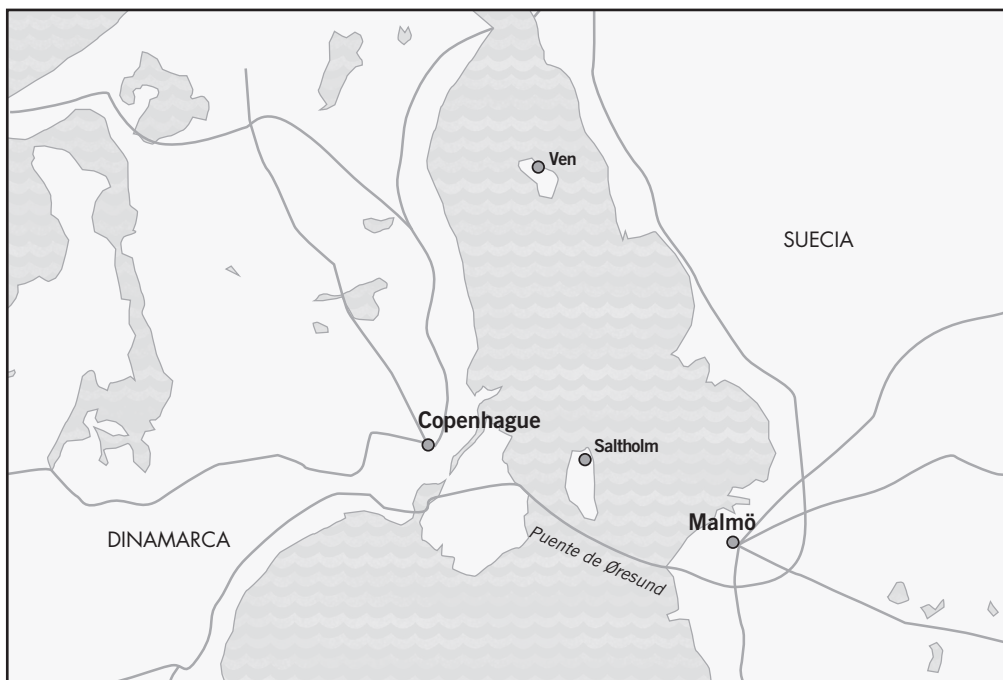 Ven
SUECIA
Copenhague
Saltholm
Malmö
DINAMARCA
Puente de Øresund